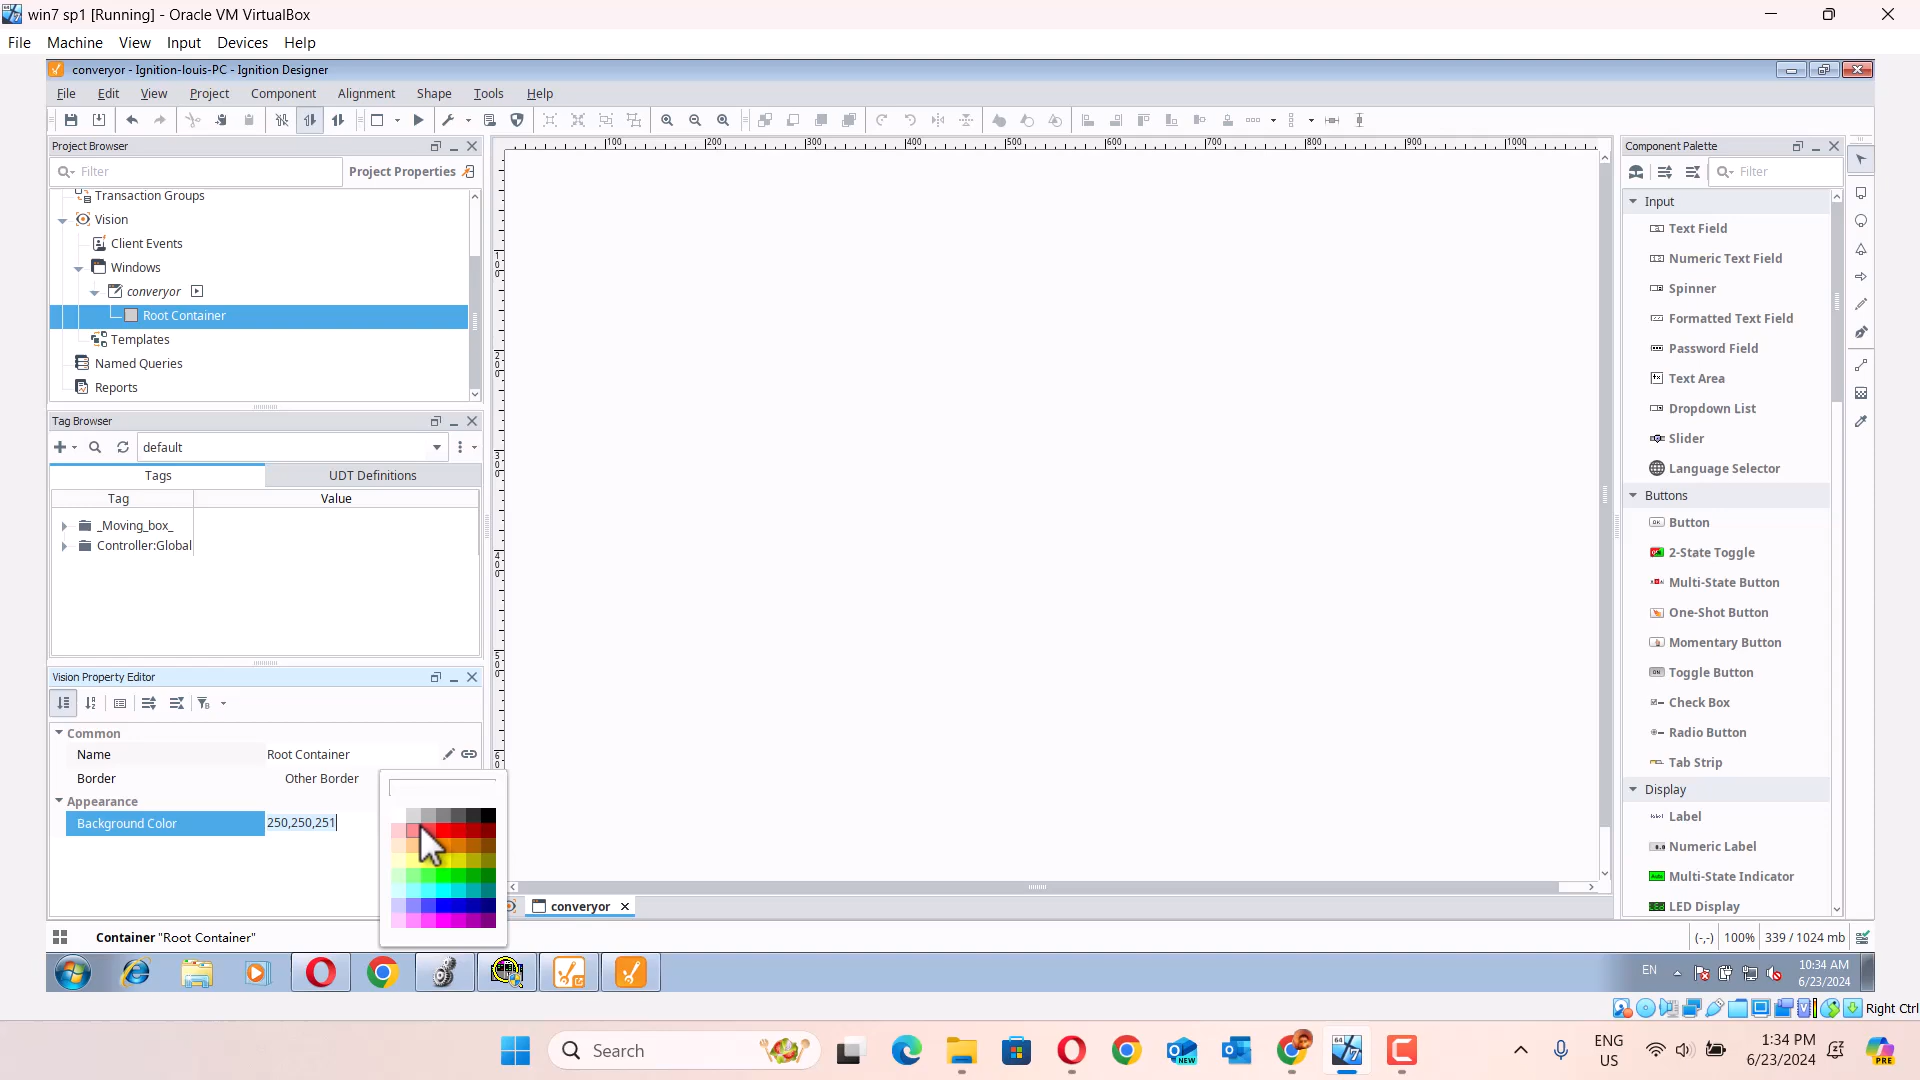 win7 sp1 [Running] - Oracle VM VirtualBox
File Machine View Input Devices Help
converyor - Ignition-louis-PC - Ignition Designer
File Edit View Project Component Alignment Shape Tools Help
Project Browser
Filter
Project Properties
Transaction Groups
Vision
Client Events
Windows
converyor
Root Container
Templates
Named Queries
Reports
Tag Browser
default
Tags UDT Definitions
Tag Value
_Moving_box_
Controller:Global
Vision Property Editor
Common
Name Root Container
Border Other Border
Appearance
Background Color 250,250,251
100 200 300 400 500 600 700 800 900 1000
100
200
300
400
500
6
converyor
Component Palette
Filter
Input
Text Field
Numeric Text Field
Spinner
Formatted Text Field
Password Field
Text Area
Dropdown List
Slider
Language Selector
Buttons
Button
2-State Toggle
Multi-State Button
One-Shot Button
Momentary Button
Toggle Button
Check Box
Radio Button
Tab Strip
Display
Label
Numeric Label
Multi-State Indicator
LED Display
Container "Root Container"
(-,-) 100% 339 / 1024 mb
EN
10:34 AM
6/23/2024
Right Ctrl
Search
ENG
US
1:34 PM
6/23/2024